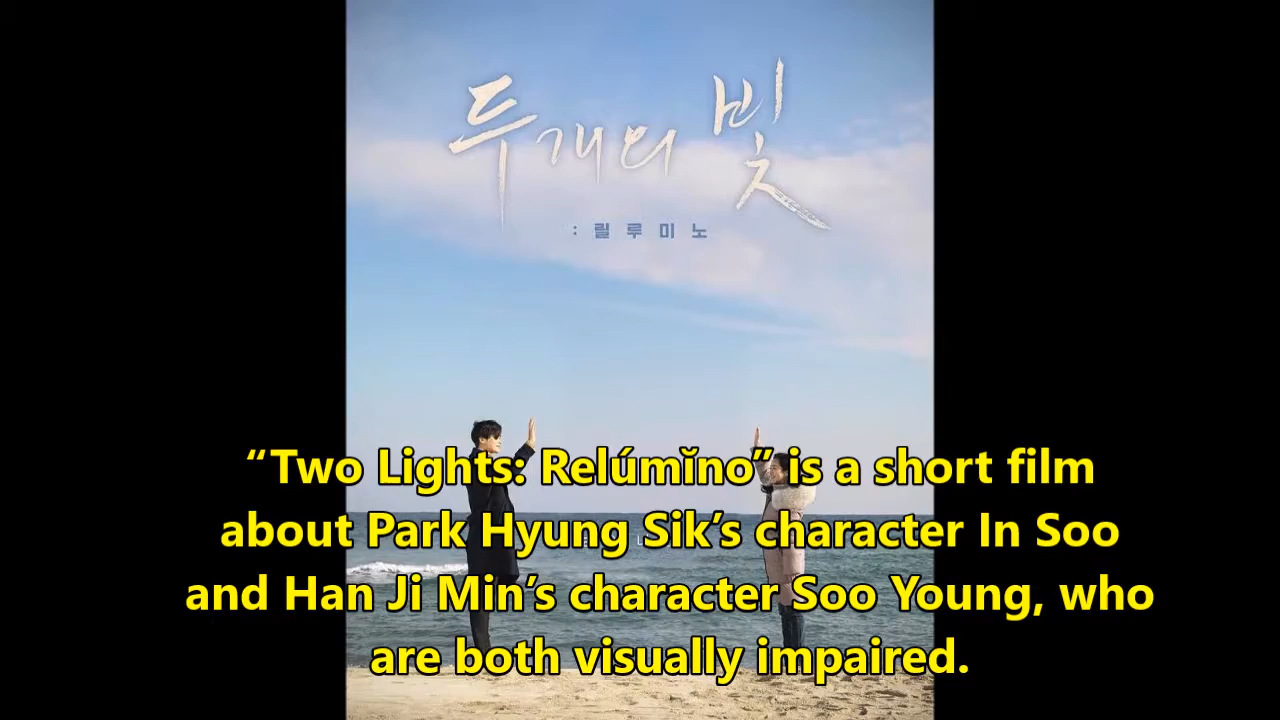 두개의 빛
: 릴루미노
“Two Lights: Relúmĭno” is a short film
about Park Hyung Sik’s character In Soo
and Han Ji Min’s character Soo Young, who
are both visually impaired.